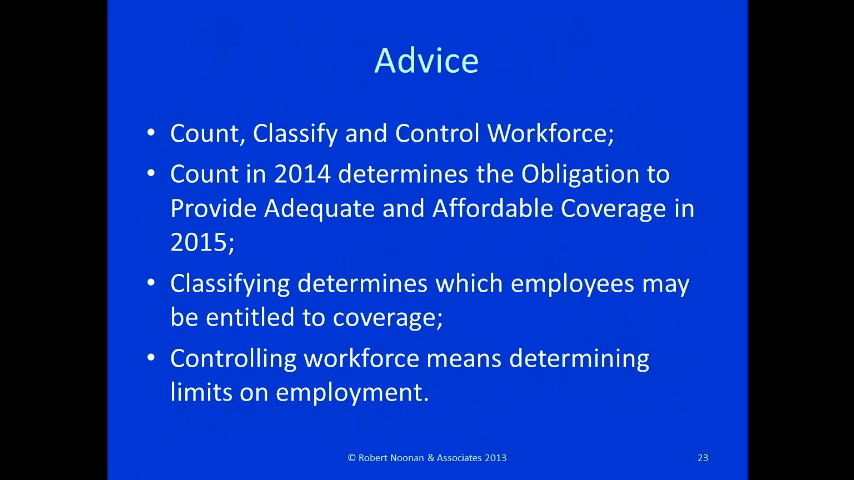 Advice
• Count, Classify and Control Workforce;
• Count in 2014 determines the Obligation to
Provide Adequate and Affordable Coverage in
2015;
• Classifying determines which employees may
be entitled to coverage;
• Controlling workforce means determining
limits on employment.
© Robert Noonan & Associates 2013
23